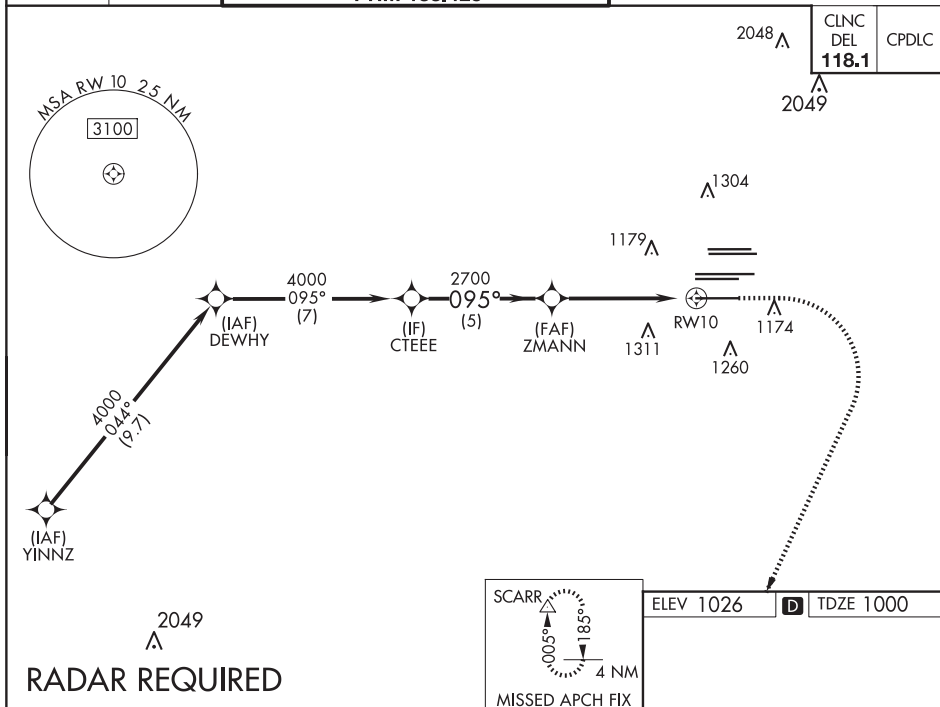 CLNC
DEL
118.1
CPDLC
2048
2049
MSA RW 10 25 NM
3100
1304
1179
4000
095°
(7)
2700
095°
(5)
(IAF)
DEWHY
(IF)
CTEEE
(FAF)
ZMANN
RW10
1174
1311
1260
4000
044°
(9.7)
(IAF)
YINNZ
2049
RADAR REQUIRED
SCARR
005°
185°
4 NM
MISSED APCH FIX
ELEV 1026
D
TDZE 1000